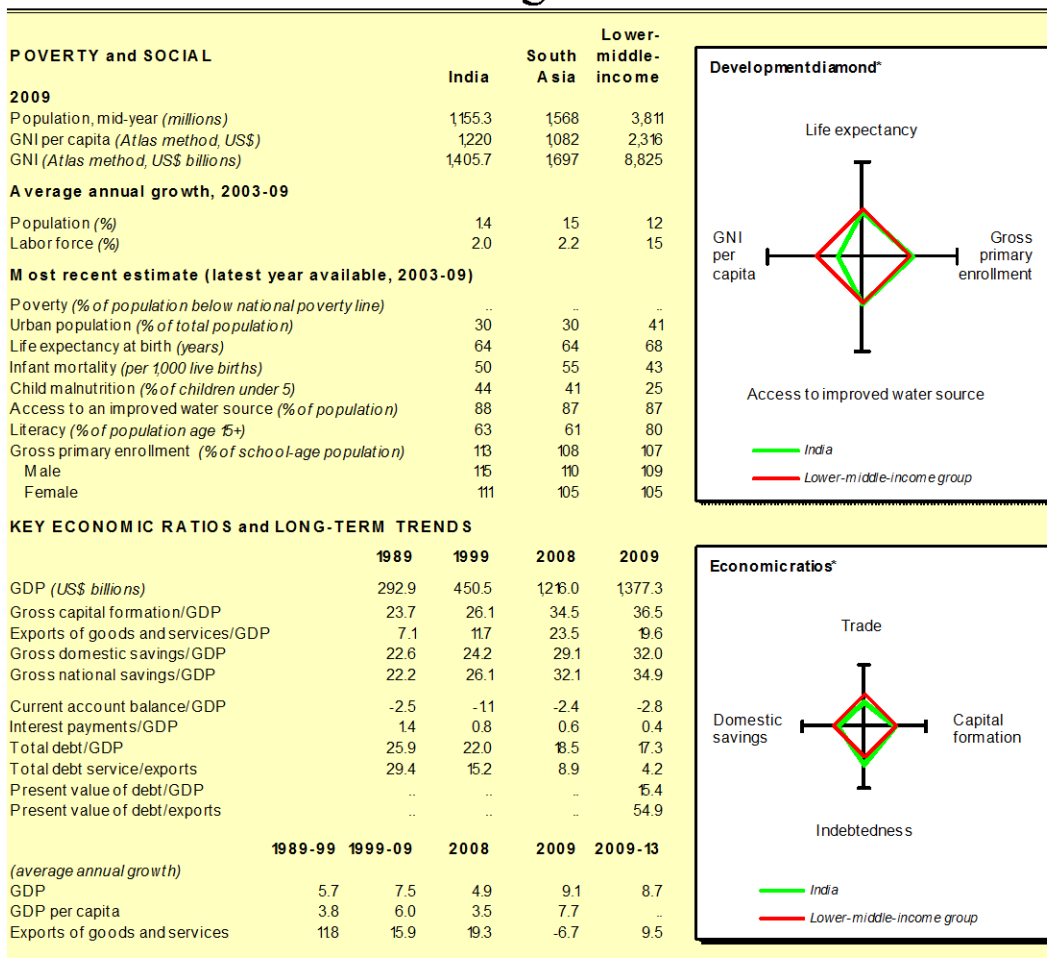 POVERTY and SOCIAL India South Asia Lower-middle-income
2009
Population, mid-year (millions) 1,155.3 1,568 3,811
GNI per capita (Atlas method, US$) 1,220 1,082 2,316
GNI (Atlas method, US$ billions) 1,405.7 1,697 8,825
Average annual growth, 2003-09
Population (%) 1.4 1.5 1.2
Labor force (%) 2.0 2.2 1.5
Most recent estimate (latest year available, 2003-09)
Poverty (% of population below national poverty line) .. .. ..
Urban population (% of total population) 30 30 41
Life expectancy at birth (years) 64 64 68
Infant mortality (per 1,000 live births) 50 55 43
Child malnutrition (% of children under 5) 44 41 25
Access to an improved water source (% of population) 88 87 87
Literacy (% of population age 15+) 63 61 80
Gross primary enrollment (% of school-age population) 113 108 107
Male 115 110 109
Female 111 105 105
KEY ECONOMIC RATIOS and LONG-TERM TRENDS
1989 1999 2008 2009
GDP (US$ billions) 292.9 450.5 1,216.0 1,377.3
Gross capital formation/GDP 23.7 26.1 34.5 36.5
Exports of goods and services/GDP 7.1 11.7 23.5 19.6
Gross domestic savings/GDP 22.6 24.2 29.1 32.0
Gross national savings/GDP 22.2 26.1 32.1 34.9
Current account balance/GDP -2.5 -1.1 -2.4 -2.8
Interest payments/GDP 1.4 0.8 0.6 0.4
Total debt/GDP 25.9 22.0 18.5 17.3
Total debt service/exports 29.4 15.2 8.9 4.2
Present value of debt/GDP .. .. .. 15.4
Present value of debt/exports .. .. .. 54.9
1989-99 1999-09 2008 2009 2009-13
(average annual growth)
GDP 5.7 7.5 4.9 9.1 8.7
GDP per capita 3.8 6.0 3.5 7.7 ..
Exports of goods and services 11.8 15.9 19.3 -6.7 9.5
Development diamond*
Life expectancy
GNI per capita
Gross primary enrollment
Access to improved water source
India
Lower-middle-income group
Economic ratios*
Trade
Domestic savings
Capital formation
Indebtedness
India
Lower-middle-income group